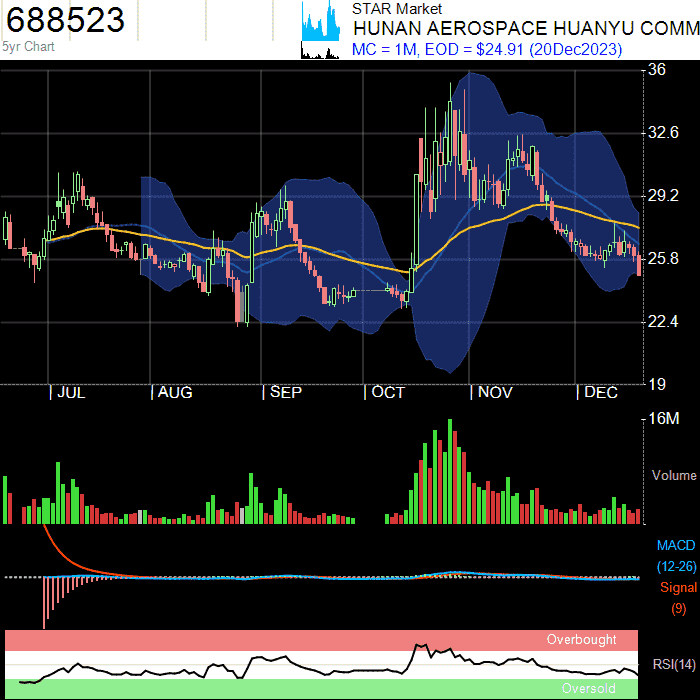 688523
5yr Chart
STAR Market
HUNAN AEROSPACE HUANYU COMM
MC = 1M, EOD = $24.91 (20Dec2023)
36
32.6
29.2
25.8
22.4
19
JUL
AUG
SEP
OCT
NOV
DEC
16M
Volume
MACD
(12-26)
Signal
(9)
Overbought
RSI(14)
Oversold